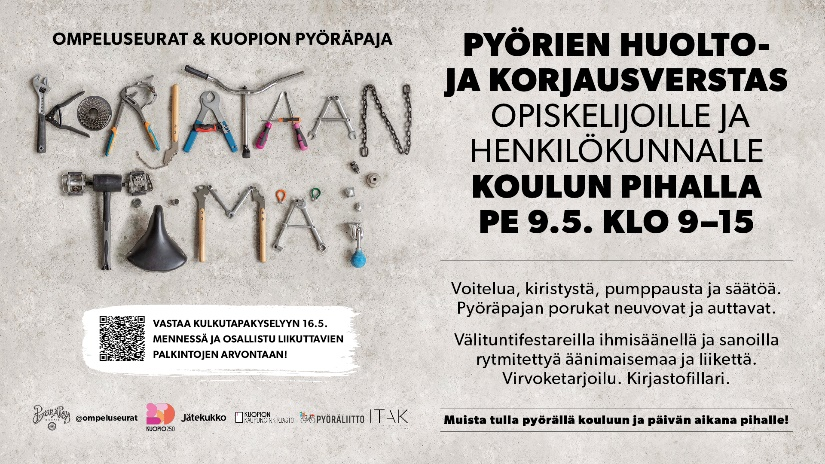 OMPELUSEURAT & KUOPION PYÖRÄPAJA
KORJATAAN
TÖMÄ!
VASTAA KULKUTAPAKYSELYYN 16.5.
MENNESSÄ JA OSALLISTU LIIKUTTAVIEN
PALKINTOJEN ARVONTAAN!
@ompeluseurat
KUOPIO250
Jätekukko
KUOPION
PYÖRÄLIITTO
ITAK
PYÖRIEN HUOLTO-
JA KORJAUSVERSTAS
OPISKELIJOILLE JA
HENKILÖKUNNALLE
KOULUN PIHALLA
PE 9.5. KLO 9–15
Voitelua, kiristystä, pumppausta ja säätöä.
Pyöräpajan porukat neuvovat ja auttavat.
Välituntifestareilla ihmisäänellä ja sanoilla
rytmitettyä äänimaisemaa ja liikettä.
Virvoketarjoilu. Kirjastofillari.
Muista tulla pyörällä kouluun ja päivän aikana pihalle!